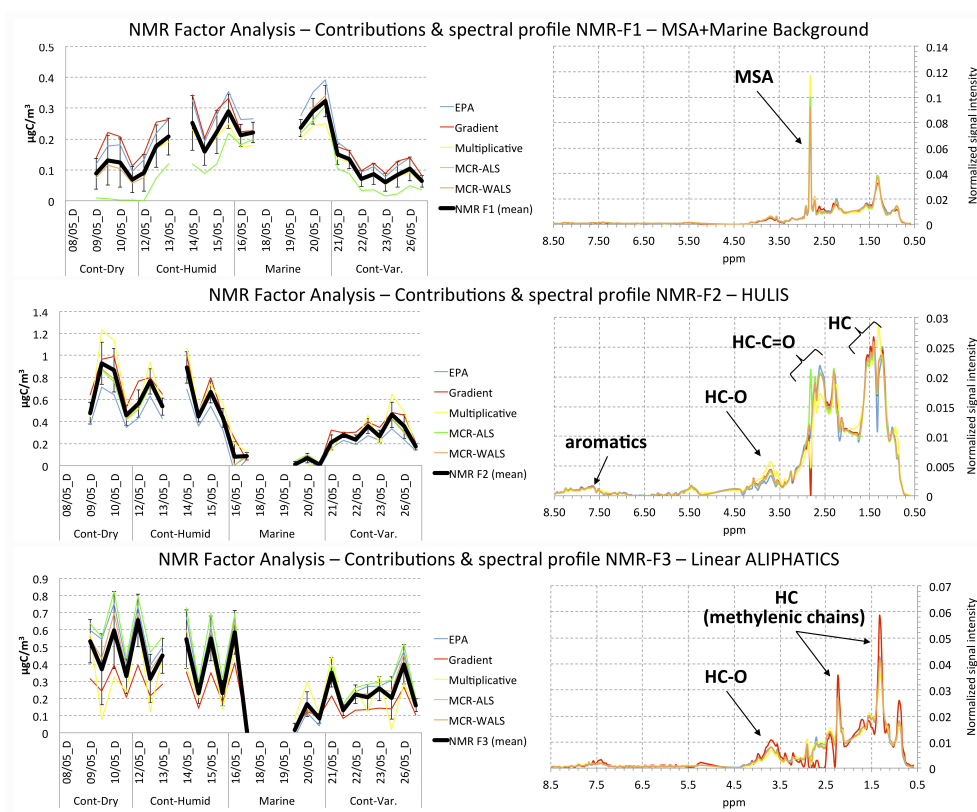 NMR Factor Analysis – Contributions & spectral profile NMR-F1 – MSA+Marine Background
µgC/m³
0.5
0.4
0.3
0.2
0.1
0
08/05_D
09/05_D
10/05_D
12/05_D
13/05_D
14/05_D
15/05_D
16/05_D
18/05_D
19/05_D
20/05_D
21/05_D
22/05_D
23/05_D
24/05_D
26/05_D
Cont-Dry
Cont-Humid
Marine
Cont-Var.
EPA
Gradient
Multiplicative
MCR-ALS
MCR-WALS
NMR F1 (mean)
MSA
0.14
0.12
0.1
0.08
0.06
0.04
0.02
0
Normalized signal intensity
8.50 7.50 6.50 5.50 4.50 3.50 2.50 1.50 0.50
ppm
NMR Factor Analysis – Contributions & spectral profile NMR-F2 – HULIS
µgC/m³
1.4
1.2
1
0.8
0.6
0.4
0.2
0
08/05_D
09/05_D
10/05_D
12/05_D
13/05_D
14/05_D
15/05_D
16/05_D
18/05_D
19/05_D
20/05_D
21/05_D
22/05_D
23/05_D
24/05_D
26/05_D
Cont-Dry
Cont-Humid
Marine
Cont-Var.
EPA
Gradient
Multiplicative
MCR-ALS
MCR-WALS
NMR F2 (mean)
HC
HC-C=O
HC-O
aromatics
0.03
0.025
0.02
0.015
0.01
0.005
0
Normalized signal intensity
8.50 7.50 6.50 5.50 4.50 3.50 2.50 1.50 0.50
ppm
NMR Factor Analysis – Contributions & spectral profile NMR-F3 – Linear ALIPHATICS
µgC/m³
0.9
0.8
0.7
0.6
0.5
0.4
0.3
0.2
0.1
0
08/05_D
09/05_D
10/05_D
12/05_D
13/05_D
14/05_D
15/05_D
16/05_D
18/05_D
19/05_D
20/05_D
21/05_D
22/05_D
23/05_D
24/05_D
26/05_D
Cont-Dry
Cont-Humid
Marine
Cont-Var.
EPA
Gradient
Multiplicative
MCR-ALS
MCR-WALS
NMR F3 (mean)
HC
(methylenic chains)
HC-O
0.07
0.06
0.05
0.04
0.03
0.02
0.01
0
Normalized signal intensity
8.50 7.50 6.50 5.50 4.50 3.50 2.50 1.50 0.50
ppm